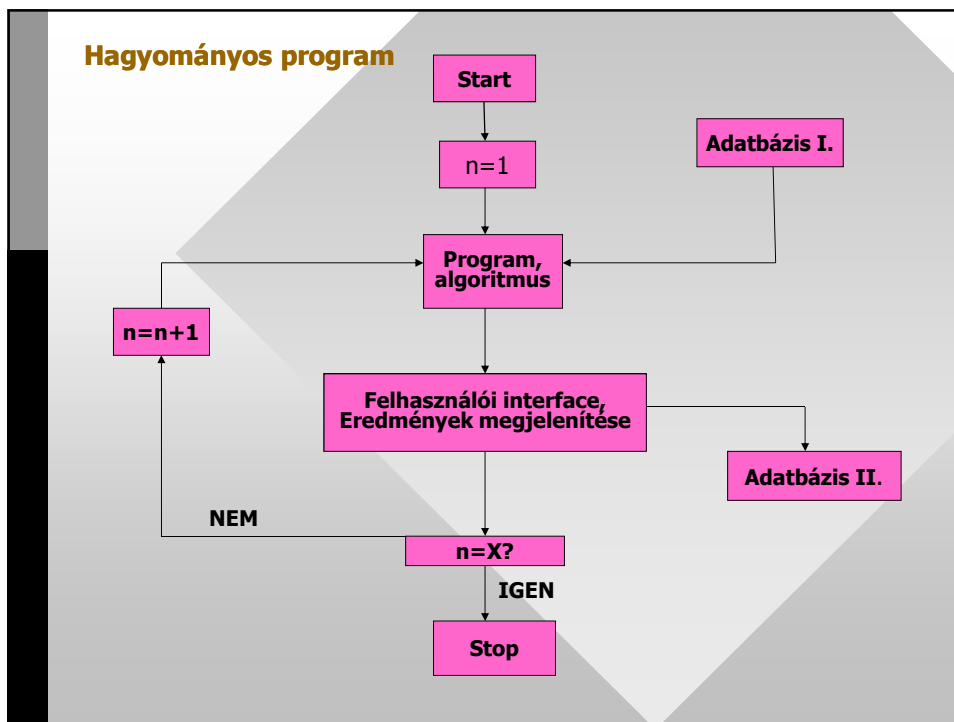 Hagyományos program
Start
n=1
Adatbázis I.
Program,
algoritmus
n=n+1
Felhasználói interface,
Eredmények megjelenítése
Adatbázis II.
NEM
n=X?
IGEN
Stop